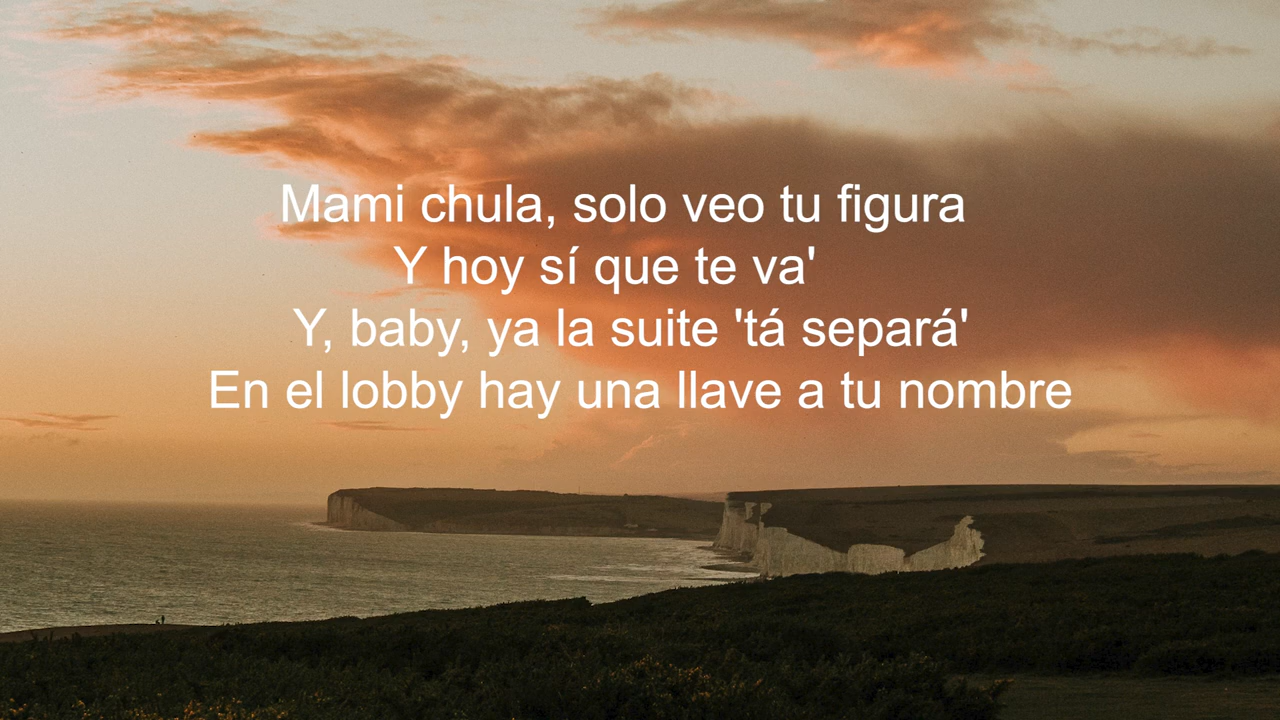 Mami chula, solo veo tu figura
Y hoy sí que te va'
Y, baby, ya la suite 'tá separá'
En el lobby hay una llave a tu nombre